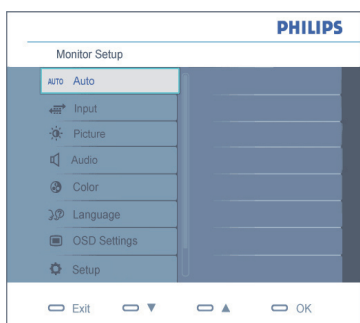 PHILIPS
Monitor Setup
AUTO Auto
Input
Picture
Audio
Color
Language
OSD Settings
Setup
Exit ▼ ▲ OK